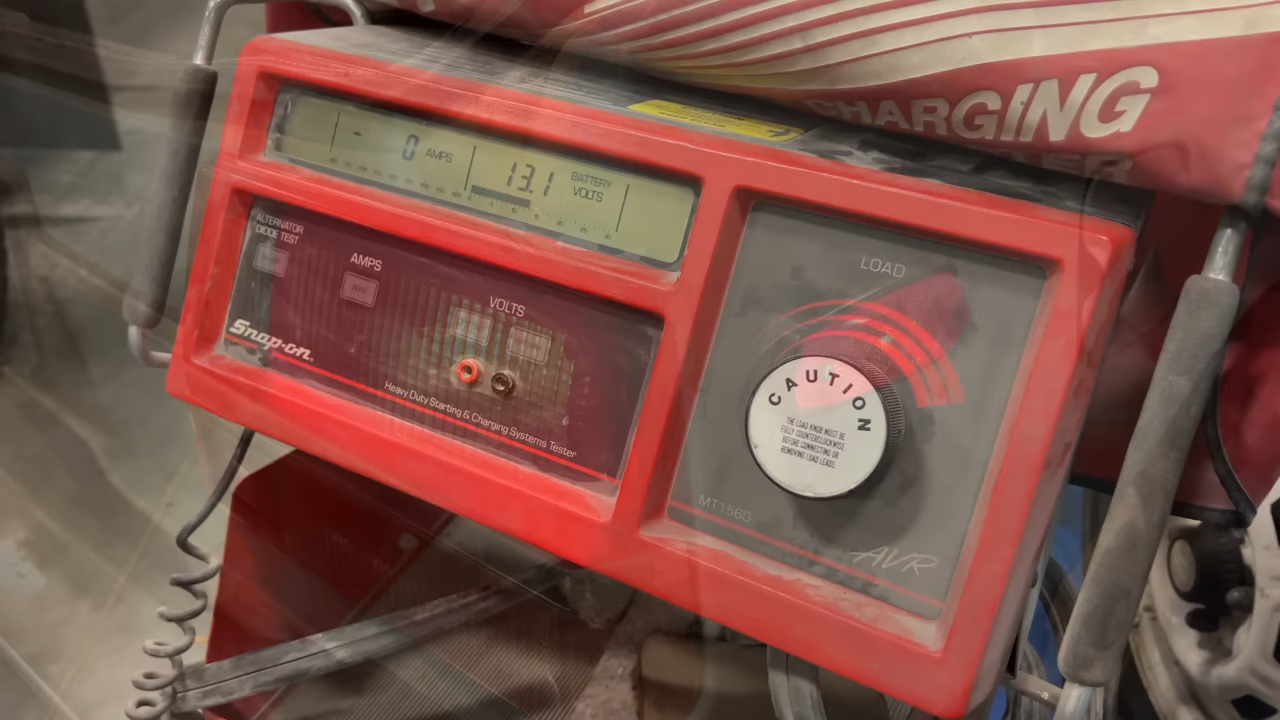 CHARGING
- 0 AMPS 13.1 BATTERY VOLTS
ALTERNATOR
DIODE TEST
AMPS
ZERO
VOLTS
Snap-on
Heavy Duty Starting & Charging Systems Tester
LOAD
CAUTION
THE LOAD KNOB MUST BE
FULLY COUNTERCLOCKWISE
BEFORE CONNECTING OR
REMOVING LOAD LEADS.
MT1560
AVR